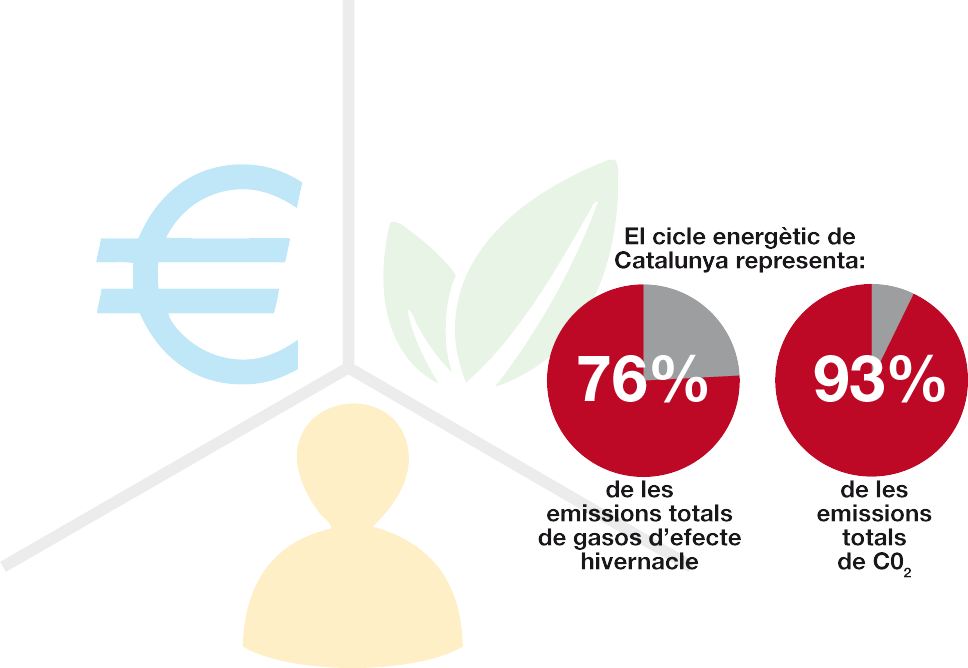 El cicle energètic de
Catalunya representa:
76%
de les
emissions totals
de gasos d’efecte
hivernacle
93%
de les
emissions
totals
de C0₂